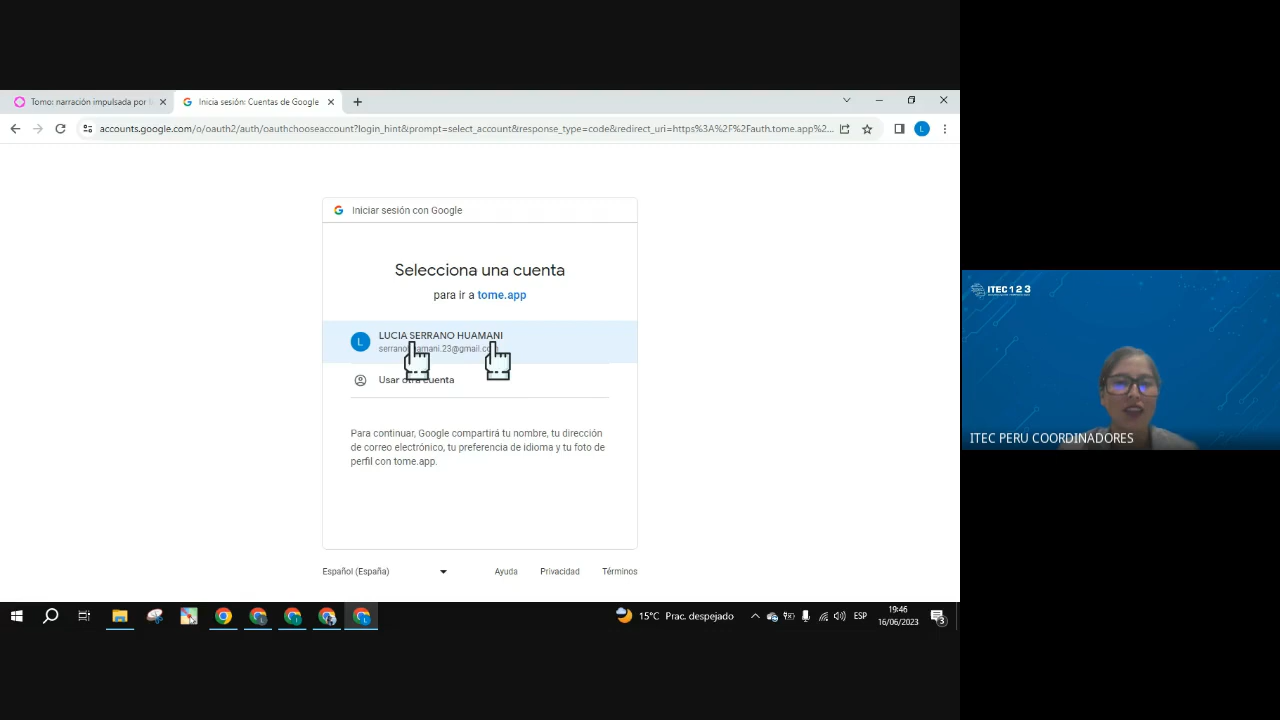 Tomo: narración impulsada por l
Inicia sesión: Cuentas de Google
accounts.google.com/o/oauth2/auth/oauthchooseaccount?login_hint&prompt=select_account&response_type=code&redirect_uri=https%3A%2F%2Fauth.tome.app%2...
L
Iniciar sesión con Google
Selecciona una cuenta
para ir a tome.app
L
LUCIA SERRANO HUAMANI
Usar otra cuenta
Para continuar, Google compartirá tu nombre, tu dirección
de correo electrónico, tu preferencia de idioma y tu foto de
perfil con tome.app.
Español (España)
Ayuda
Privacidad
Términos
ITEC 1 2 3
ITEC PERU COORDINADORES
15°C Prac. despejado
ESP
19:46
16/06/2023
3